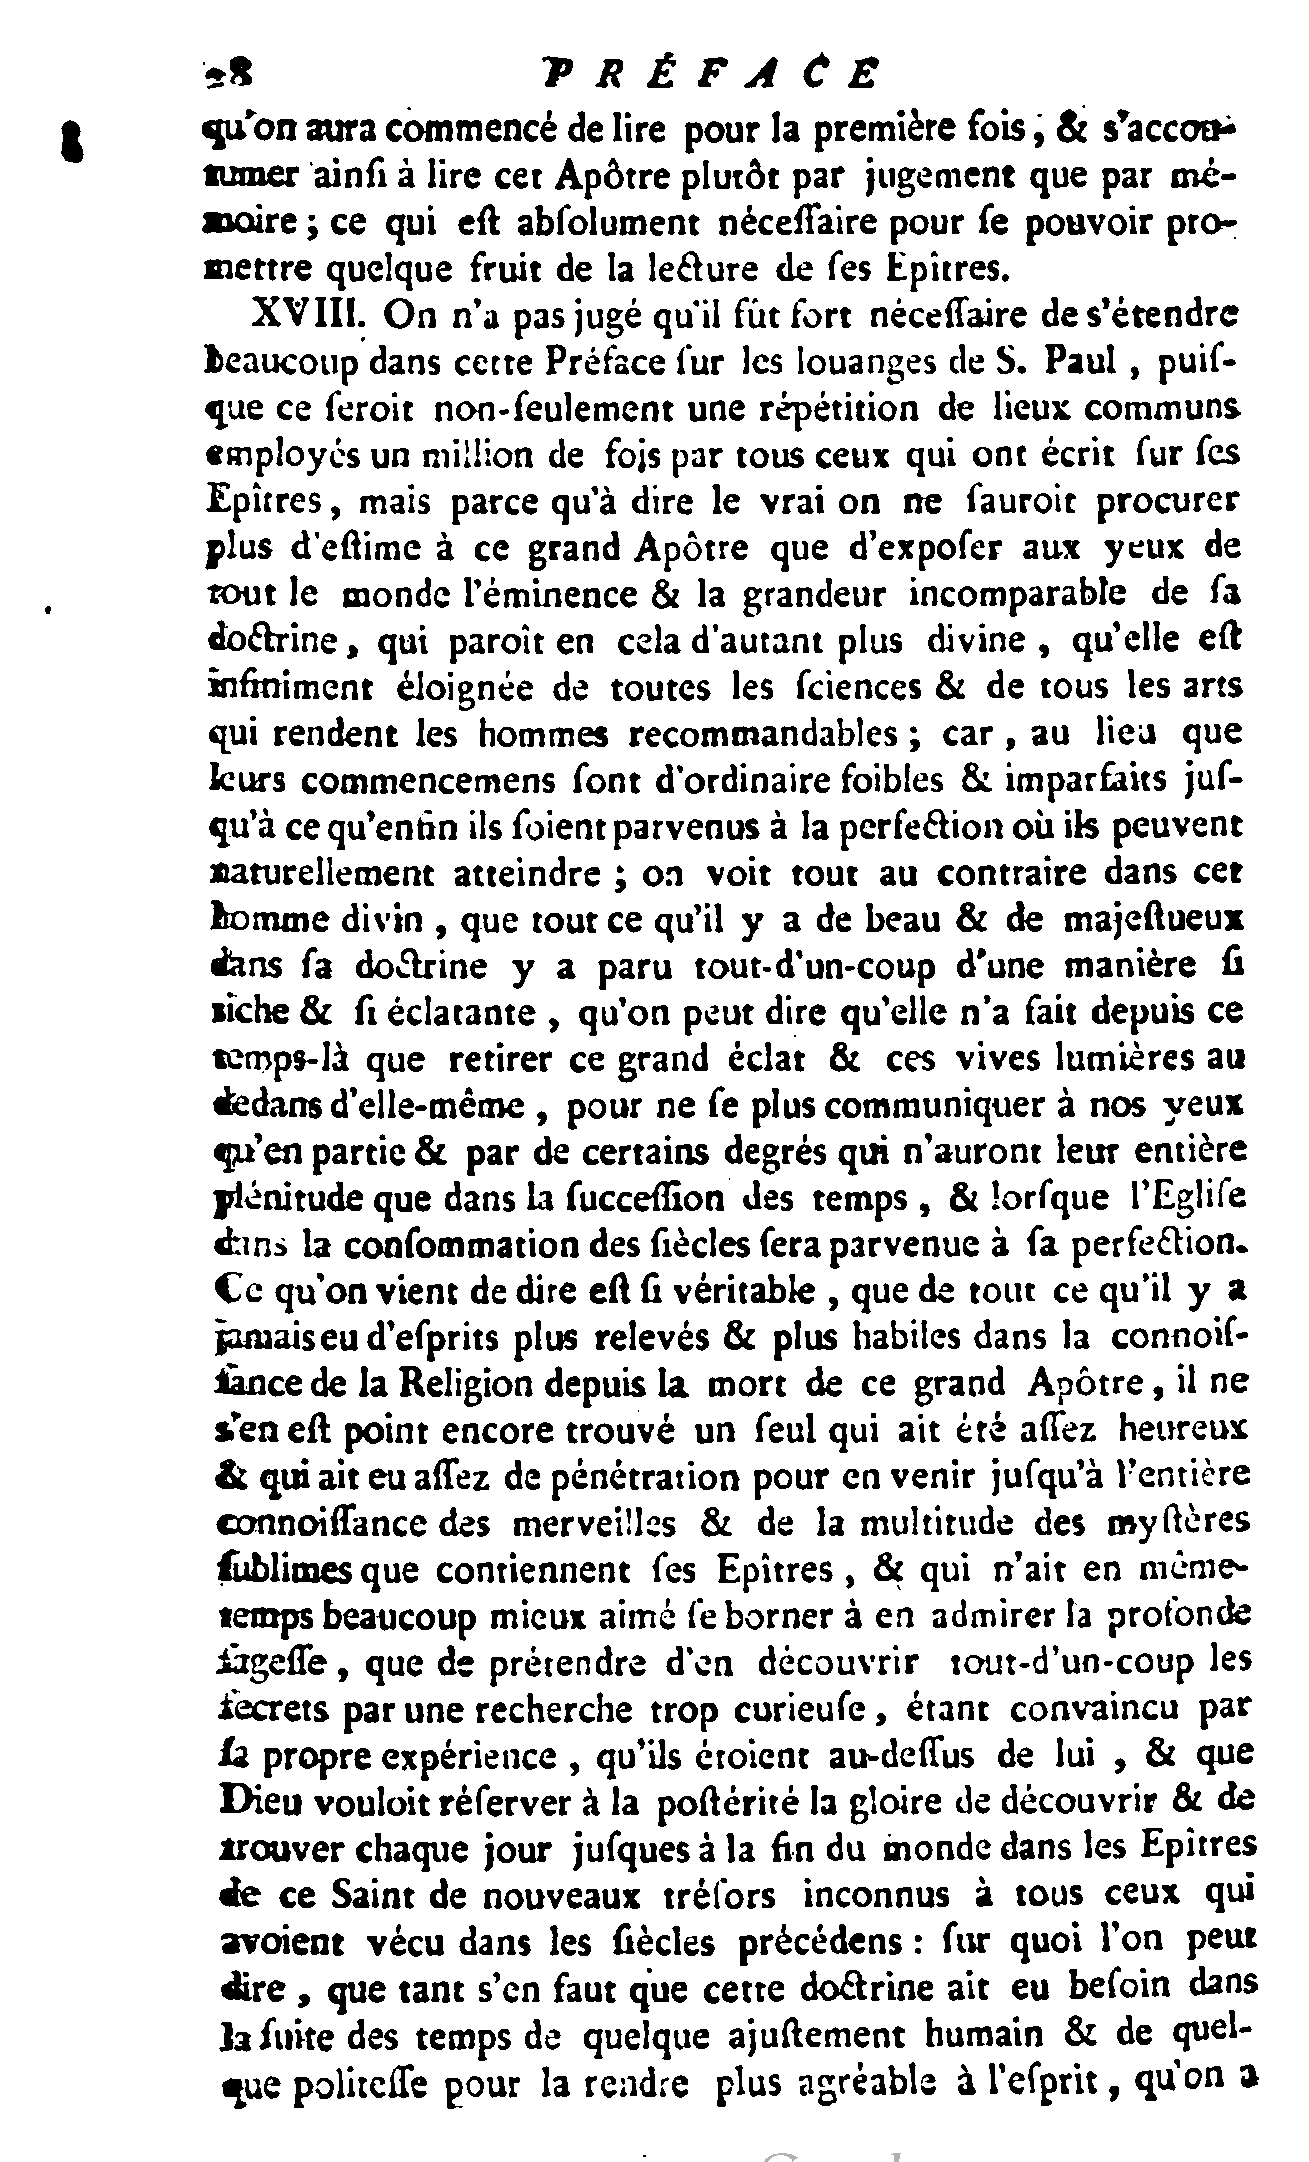 28 PRÉFACE
qu'on aura commencé de lire pour la première fois, & s'accou-
tumer ainſi à lire cet Apôtre plutôt par jugement que par mé-
moire ; ce qui eſt abſolument néceſſaire pour ſe pouvoir pro-
mettre quelque fruit de la lecture de ſes Epîtres.
XVIII. On n'a pas jugé qu'il fût fort néceſſaire de s'étendre
beaucoup dans cette Préface ſur les louanges de S. Paul, puiſ-
que ce ſeroit non-ſeulement une répétition de lieux communs
employés un million de fois par tous ceux qui ont écrit ſur ſes
Epîtres, mais parce qu'à dire le vrai on ne ſauroit procurer
plus d'eſtime à ce grand Apôtre que d'expoſer aux yeux de
tout le monde l'éminence & la grandeur incomparable de ſa
doctrine, qui paroît en cela d'autant plus divine, qu'elle eſt
infiniment éloignée de toutes les ſciences & de tous les arts
qui rendent les hommes recommandables ; car, au lieu que
leurs commencemens ſont d'ordinaire foibles & imparfaits juſ-
qu'à ce qu'enfin ils ſoient parvenus à la perfection où ils peuvent
naturellement atteindre ; on voit tout au contraire dans cet
homme divin, que tout ce qu'il y a de beau & de majeſtueux
dans ſa doctrine y a paru tout-d'un-coup d'une manière ſi
riche & ſi éclatante, qu'on peut dire qu'elle n'a fait depuis ce
temps-là que retirer ce grand éclat & ces vives lumières au
dedans d'elle-même, pour ne ſe plus communiquer à nos yeux
qu'en partie & par de certains degrés qui n'auront leur entière
plénitude que dans la ſucceſſion des temps, & lorſque l'Egliſe
dans la conſommation des ſiècles ſera parvenue à ſa perfection.
Ce qu'on vient de dire eſt ſi véritable, que de tout ce qu'il y a
jamais eu d'eſprits plus relevés & plus habiles dans la connoiſ-
ſance de la Religion depuis la mort de ce grand Apôtre, il ne
s'en eſt point encore trouvé un ſeul qui ait été aſſez heureux
& qui ait eu aſſez de pénétration pour en venir juſqu'à l'entière
connoiſſance des merveilles & de la multitude des myſtères
ſublimes que contiennent ſes Epîtres, & qui n'ait en même-
temps beaucoup mieux aimé ſe borner à en admirer la profonde
ſageſſe, que de prétendre d'en découvrir tout-d'un-coup les
ſecrets par une recherche trop curieuſe, étant convaincu par
ſa propre expérience, qu'ils étoient au-deſſus de lui, & que
Dieu vouloit réſerver à la poſtérité la gloire de découvrir & de
trouver chaque jour juſques à la fin du monde dans les Epîtres
de ce Saint de nouveaux tréſors inconnus à tous ceux qui
avoient vécu dans les ſiècles précédens : ſur quoi l'on peut
dire, que tant s'en faut que cette doctrine ait eu beſoin dans
la ſuite des temps de quelque ajuſtement humain & de quel-
que politeſſe pour la rendre plus agréable à l'eſprit, qu'on a